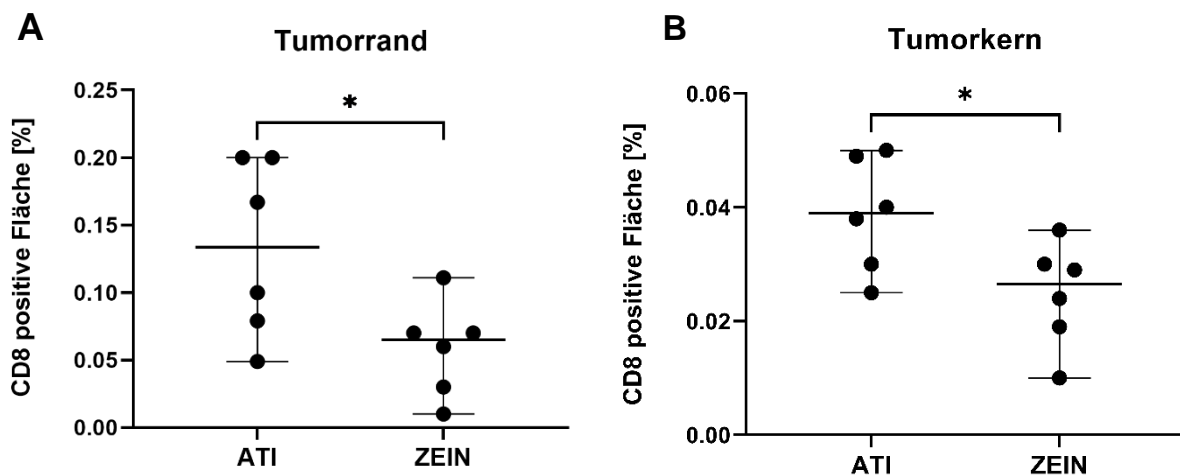 A
Tumorrand
CD8 positive Fläche [%]
0.25
0.20
0.15
0.10
0.05
0.00
*
ATI ZEIN
B
Tumorkern
CD8 positive Fläche [%]
0.06
0.04
0.02
0.00
*
ATI ZEIN